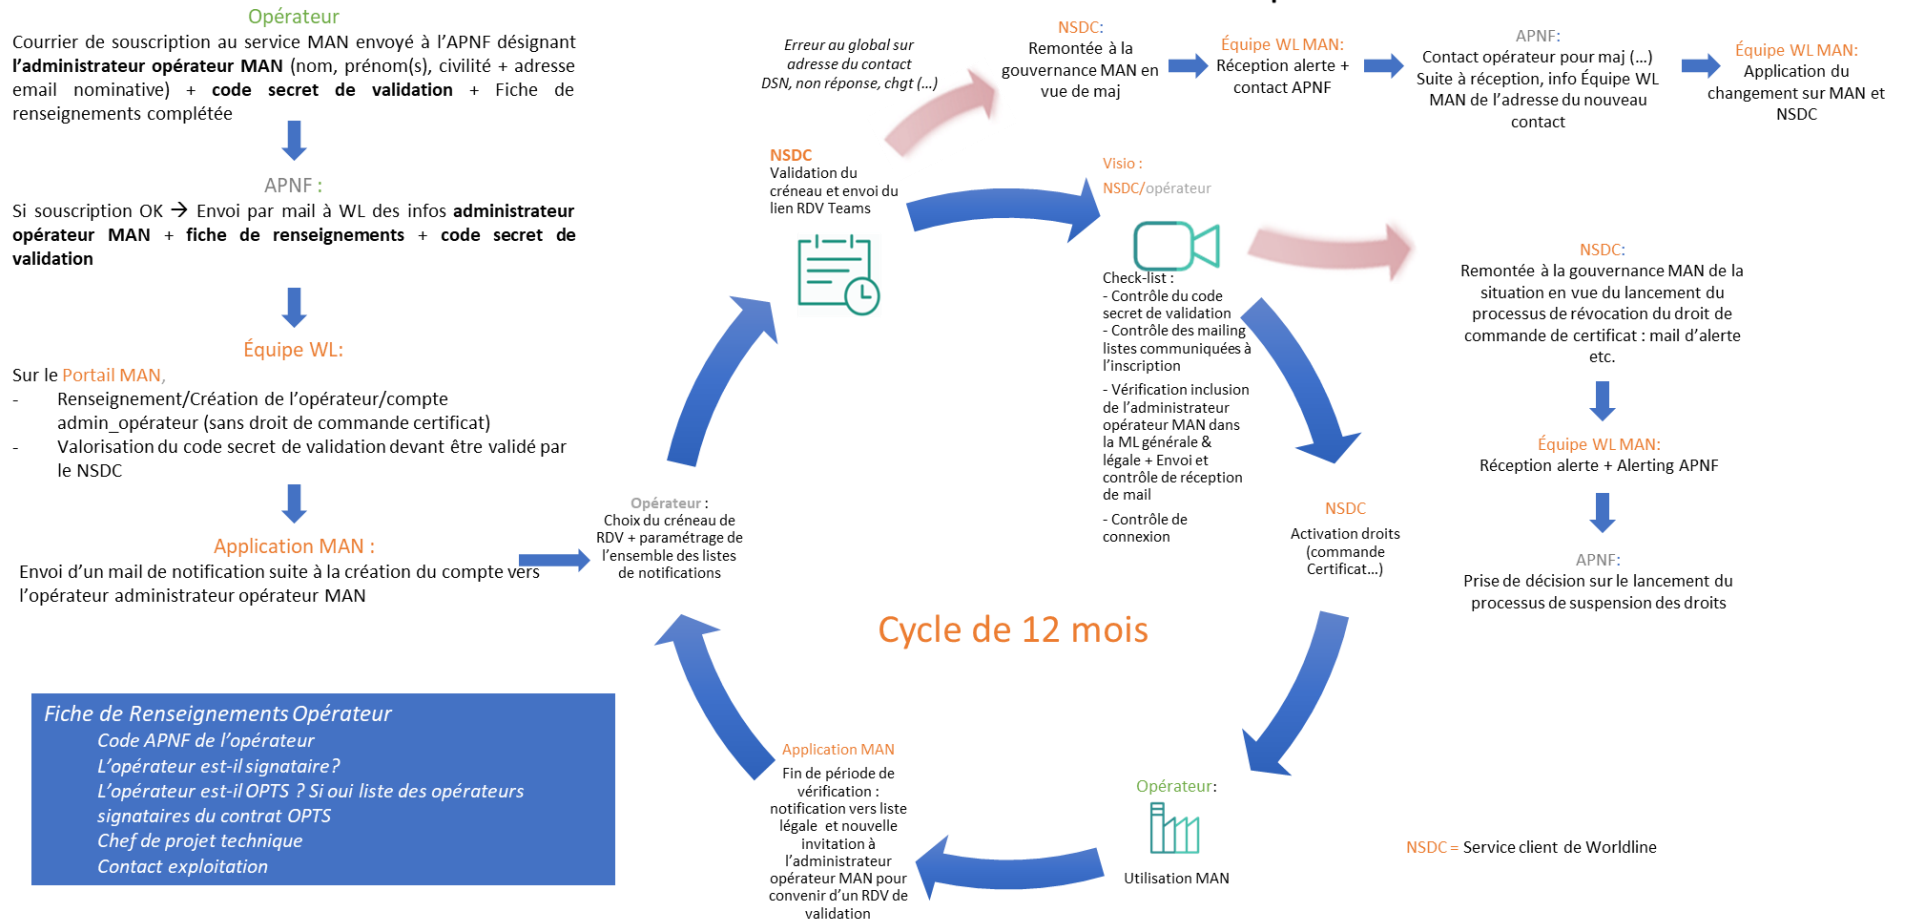 Opérateur
Courrier de souscription au service MAN envoyé à l'APNF désignant
l'administrateur opérateur MAN (nom, prénom(s), civilité + adresse
email nominative) + code secret de validation + Fiche de
renseignements complétée
APNF :
Si souscription OK → Envoi par mail à WL des infos administrateur
opérateur MAN + fiche de renseignements + code secret de
validation
Équipe WL:
Sur le Portail MAN,
- Renseignement/Création de l'opérateur/compte
admin_opérateur (sans droit de commande certificat)
- Valorisation du code secret de validation devant être validé par
le NSDC
Application MAN :
Envoi d'un mail de notification suite à la création du compte vers
l'opérateur administrateur opérateur MAN
Fiche de Renseignements Opérateur
Code APNF de l'opérateur
L'opérateur est-il signataire?
L'opérateur est-il OPTS ? Si oui liste des opérateurs
signataires du contrat OPTS
Chef de projet technique
Contact exploitation
Opérateur :
Choix du créneau de
RDV + paramétrage de
l'ensemble des listes
de notifications
NSDC
Validation du
créneau et envoi du
lien RDV Teams
Erreur au global sur
adresse du contact
DSN, non réponse, chgt (...)
NSDC:
Remontée à la
gouvernance MAN en
vue de maj
Équipe WL MAN:
Réception alerte +
contact APNF
APNF:
Contact opérateur pour maj (...)
Suite à réception, info Équipe WL
MAN de l'adresse du nouveau
contact
Équipe WL MAN:
Application du
changement sur MAN et
NSDC
Visio :
NSDC/opérateur
Check-list :
- Contrôle du code
secret de validation
- Contrôle des mailing
listes communiquées à
l'inscription
- Vérification inclusion
de l'administrateur
opérateur MAN dans
la ML générale &
légale + Envoi et
contrôle de réception
de mail
- Contrôle de
connexion
NSDC:
Remontée à la gouvernance MAN de la
situation en vue du lancement du
processus de révocation du droit de
commande de certificat : mail d'alerte
etc.
Équipe WL MAN:
Réception alerte + Alerting APNF
APNF:
Prise de décision sur le lancement du
processus de suspension des droits
NSDC
Activation droits
(commande
Certificat...)
Cycle de 12 mois
Opérateur:
Utilisation MAN
Application MAN
Fin de période de
vérification :
notification vers liste
légale et nouvelle
invitation à
l'administrateur
opérateur MAN pour
convenir d'un RDV de
validation
NSDC = Service client de Worldline